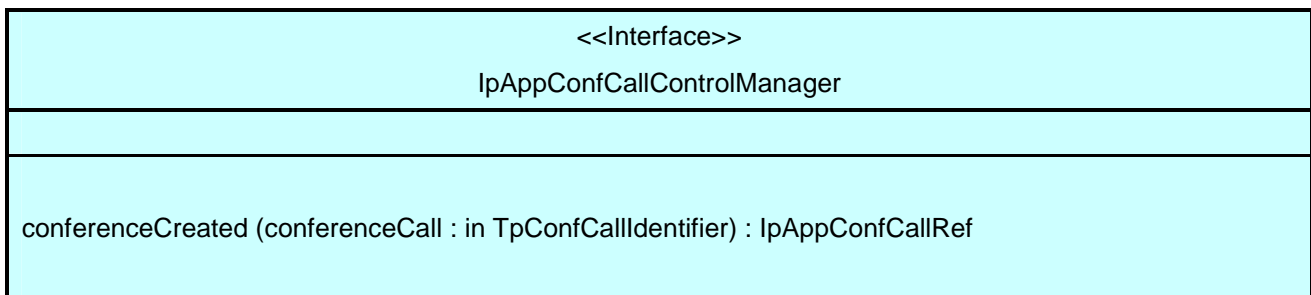 <<Interface>>
IpAppConfCallControlManager
conferenceCreated (conferenceCall : in TpConfCallIdentifier) : IpAppConfCallRef